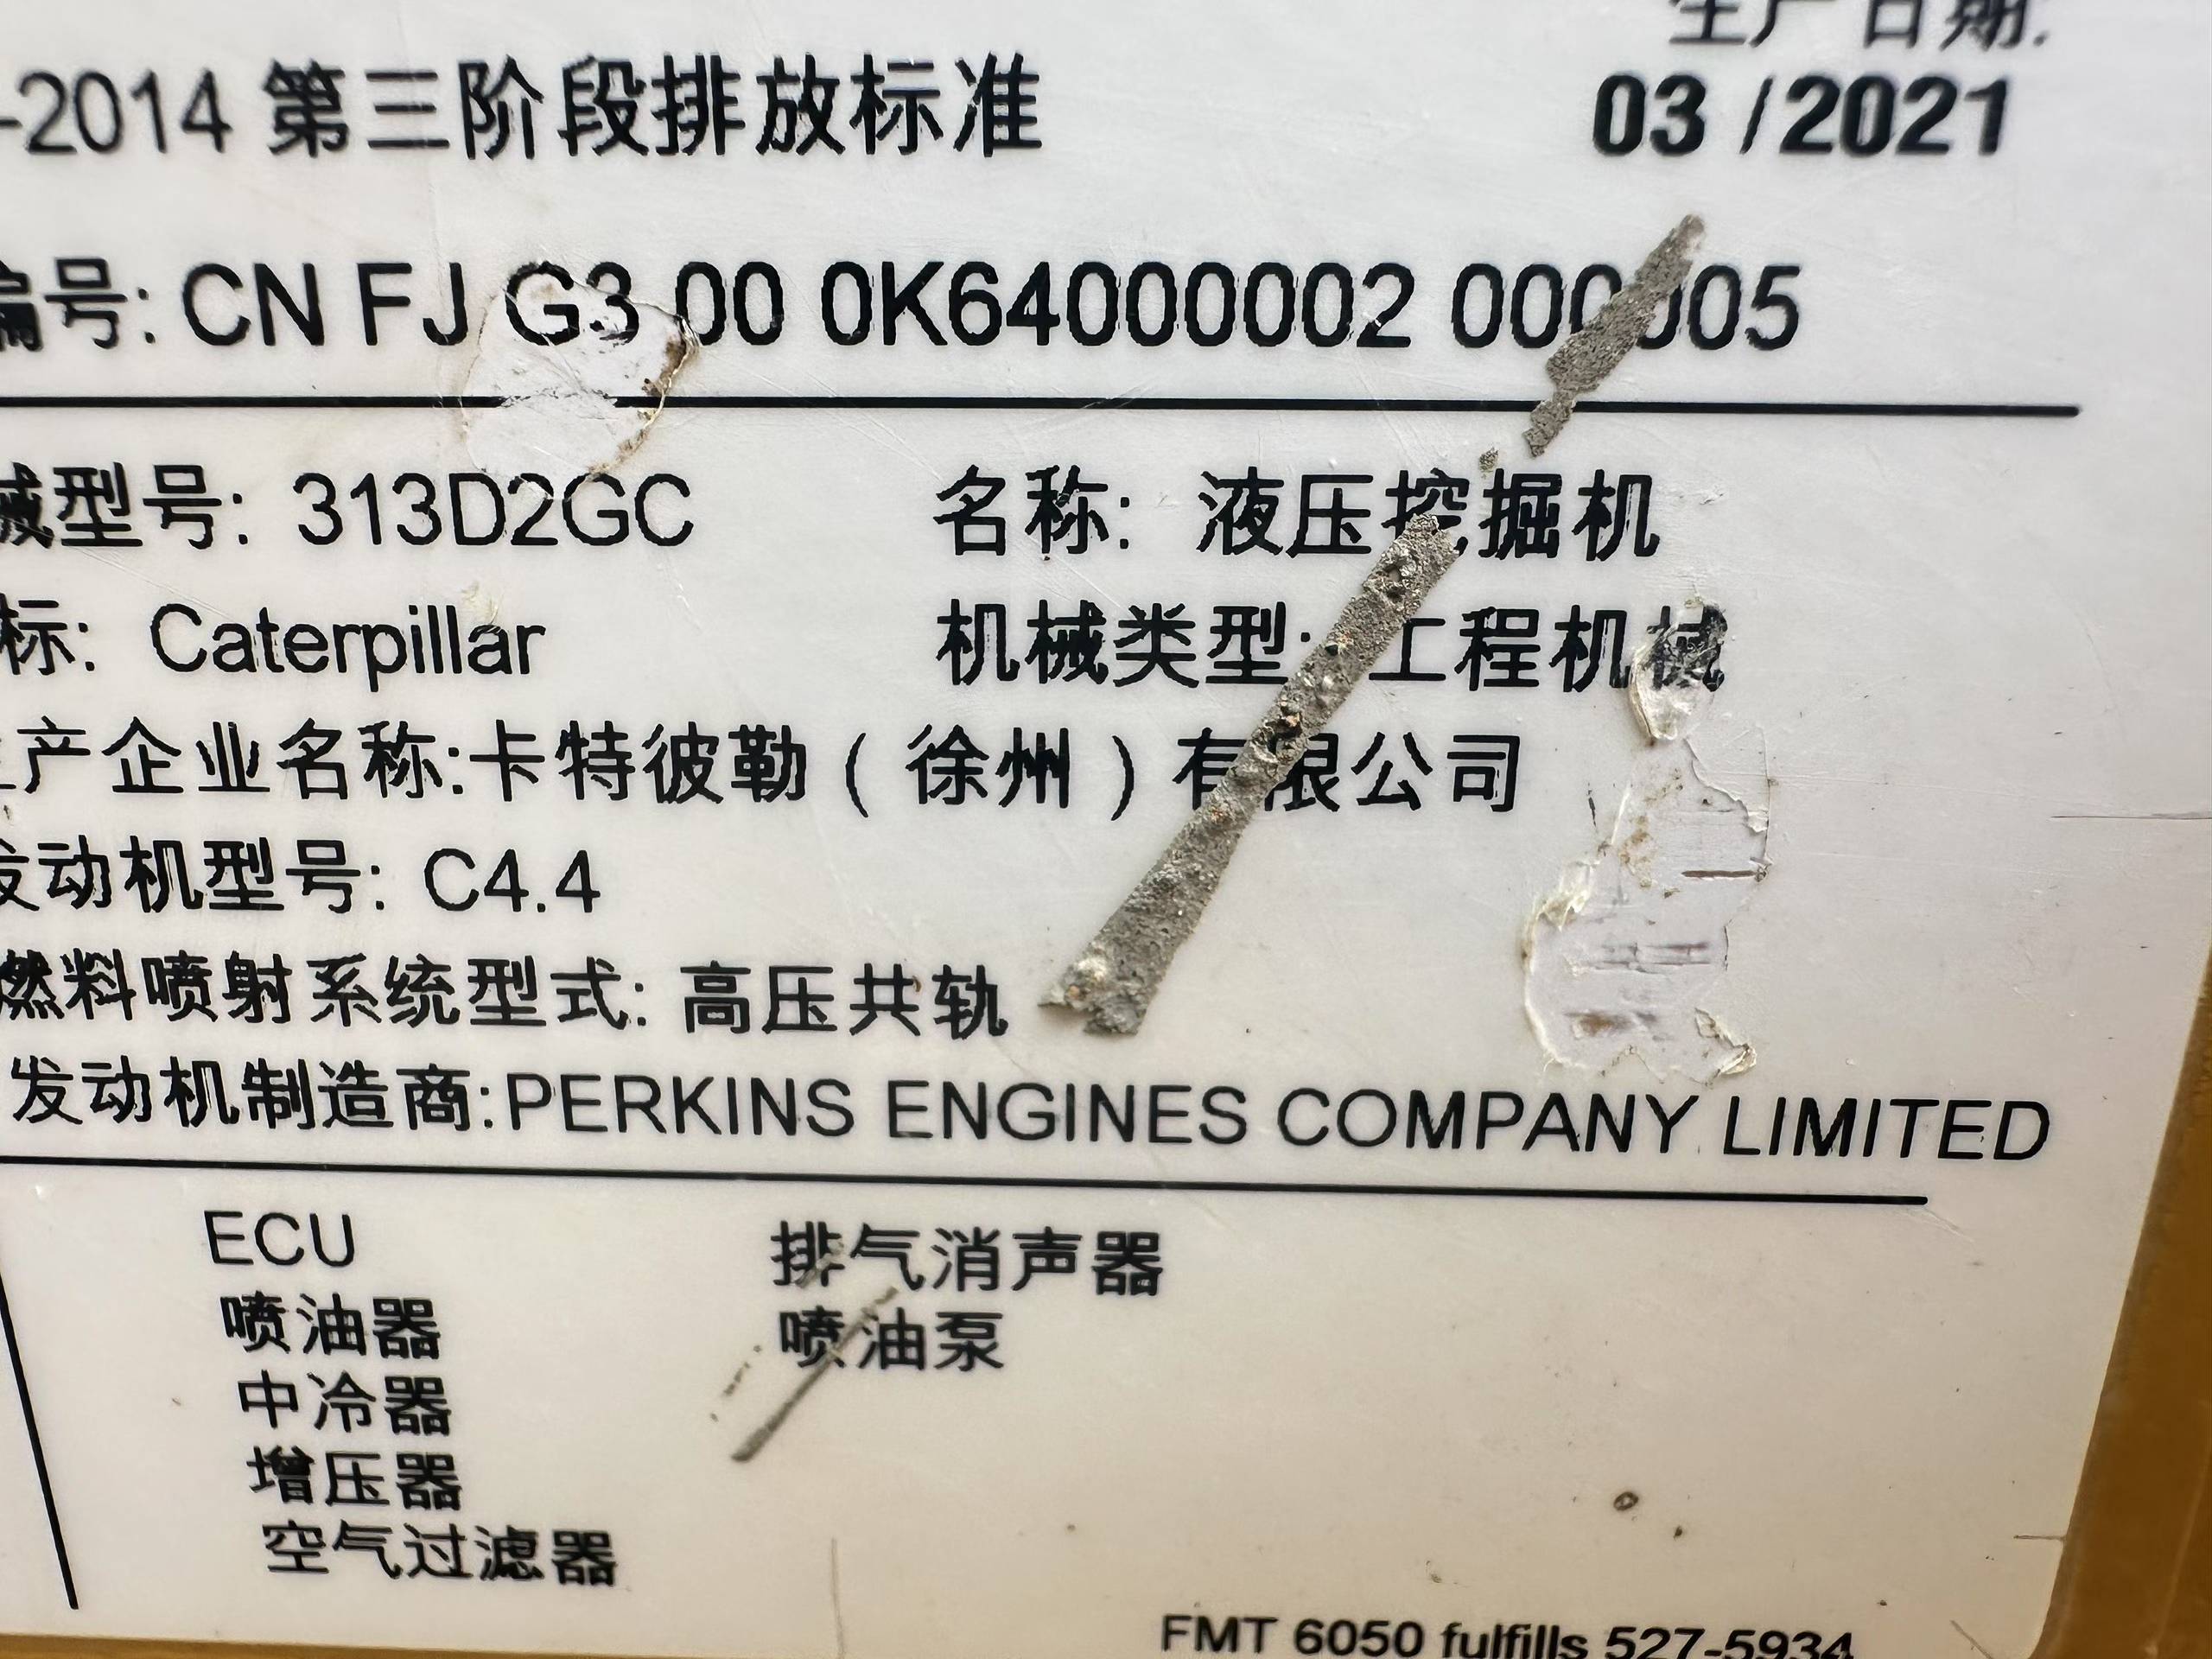 生产日期:
-2014 第三阶段排放标准
03 /2021
编号: CN FJ G3 00 0K64000002 000005
械型号: 313D2GC
名称: 液压挖掘机
标: Caterpillar
机械类型: 工程机械
生产企业名称:卡特彼勒(徐州)有限公司
发动机型号: C4.4
燃料喷射系统型式: 高压共轨
发动机制造商:PERKINS ENGINES COMPANY LIMITED
ECU
喷油器
中冷器
增压器
空气过滤器
排气消声器
喷油泵
FMT 6050 fulfills 527-5934